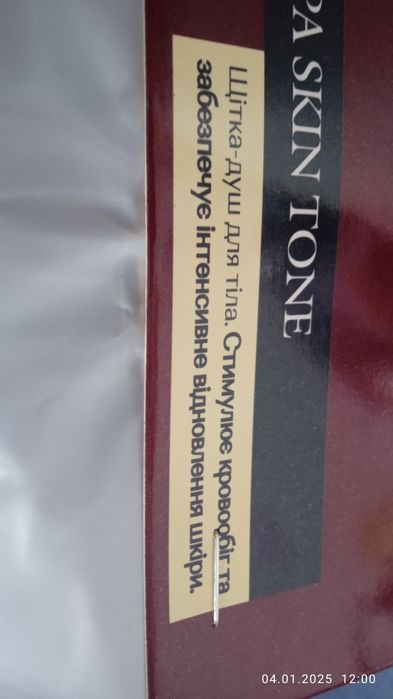 PA SKIN TONE
Щітка-душ для тіла. Стимулює кровообіг та
забезпечує інтенсивне відновлення шкіри.
04.01.2025 12:00